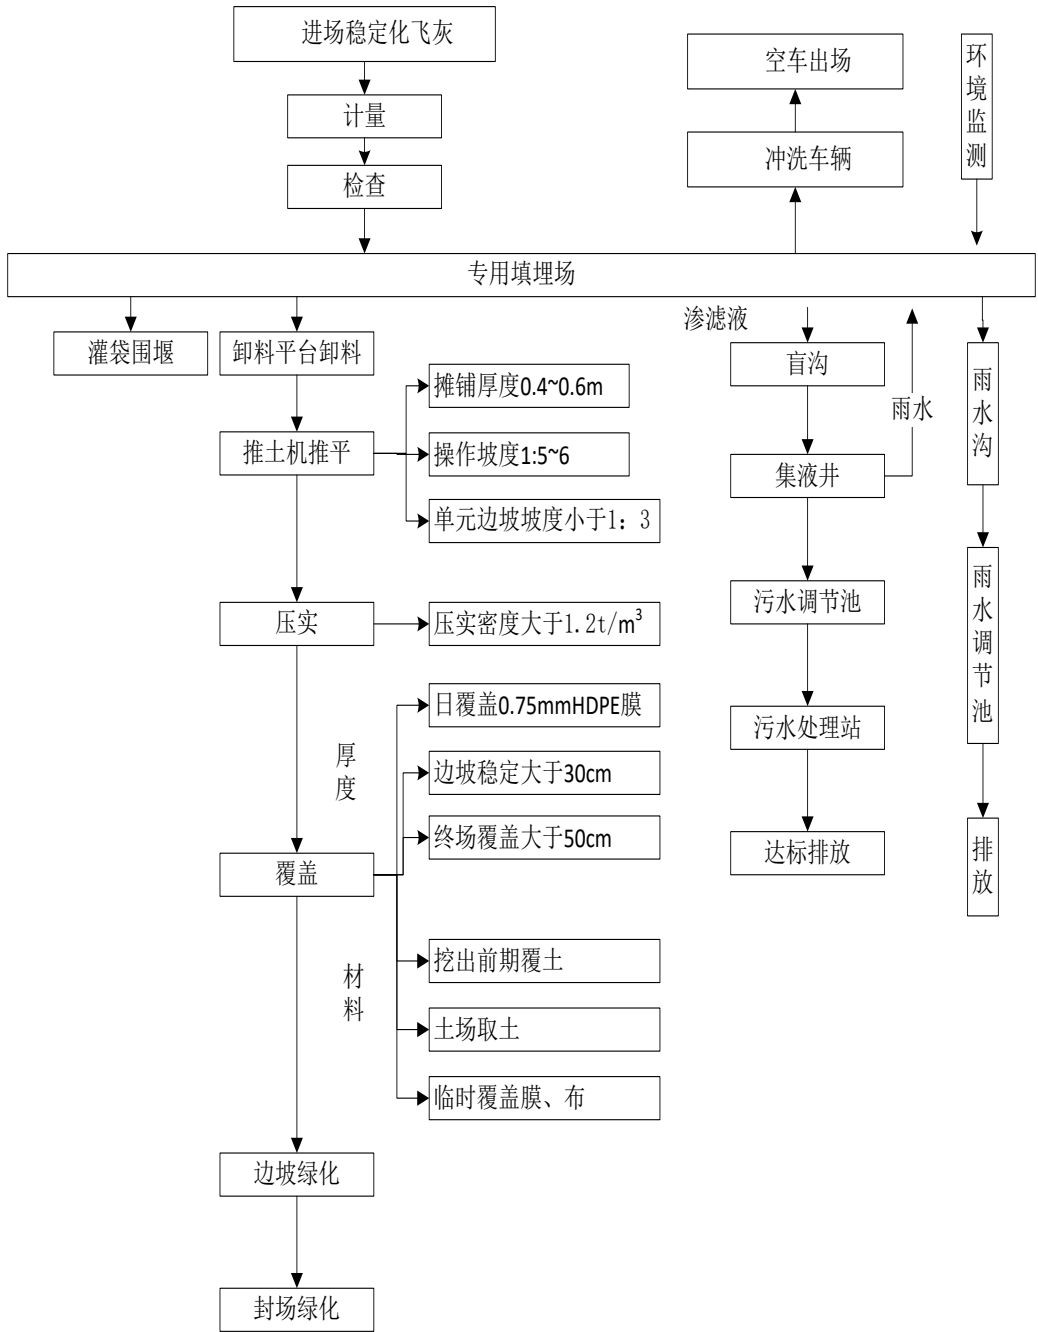 进场稳定化飞灰
计量
检查
空车出场
冲洗车辆
环境监测
专用填埋场
灌袋围堰
卸料平台卸料
推土机推平
摊铺厚度0.4~0.6m
操作坡度1:5~6
单元边坡坡度小于1：3
压实
压实密度大于1.2t/m³
厚度
日覆盖0.75mmHDPE膜
边坡稳定大于30cm
终场覆盖大于50cm
覆盖
材料
挖出前期覆土
土场取土
临时覆盖膜、布
边坡绿化
封场绿化
渗滤液
盲沟
雨水
集液井
污水调节池
污水处理站
达标排放
雨水沟
雨水调节池
排放